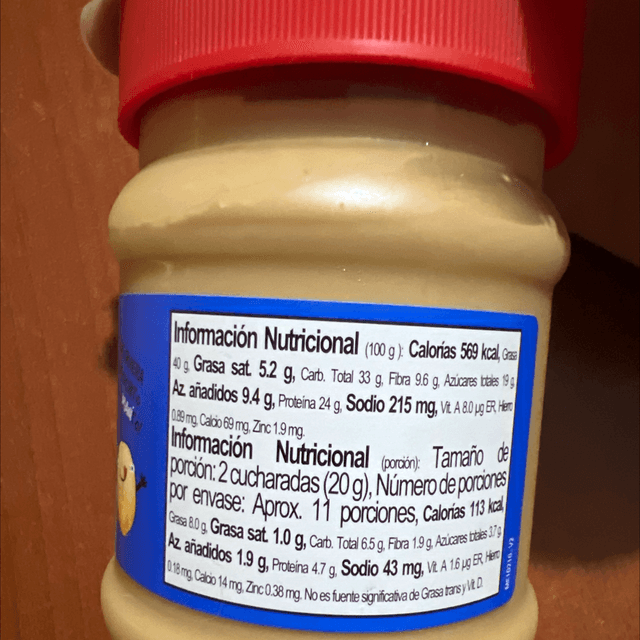 Información Nutricional (100 g): Calorías 569 kcal, Grasa
40 g, Grasa sat. 5.2 g, Carb. Total 33 g, Fibra 9.6 g, Azúcares totales 19 g,
Az. añadidos 9.4 g, Proteína 24 g, Sodio 215 mg, Vit. A 8.0 µg ER, Hierro
0.89 mg, Calcio 69 mg, Zinc 1.9 mg.
Información Nutricional (porción): Tamaño de
porción: 2 cucharadas (20 g), Número de porciones
por envase: Aprox. 11 porciones, Calorías 113 kcal,
Grasa 8.0 g, Grasa sat. 1.0 g, Carb. Total 6.5 g, Fibra 1.9 g, Azúcares totales 3.7 g,
Az. añadidos 1.9 g, Proteína 4.7 g, Sodio 43 mg, Vit. A 1.6 µg ER, Hierro
0.18 mg, Calcio 14 mg, Zinc 0.38 mg. No es fuente significativa de Grasa trans y Vit. D.